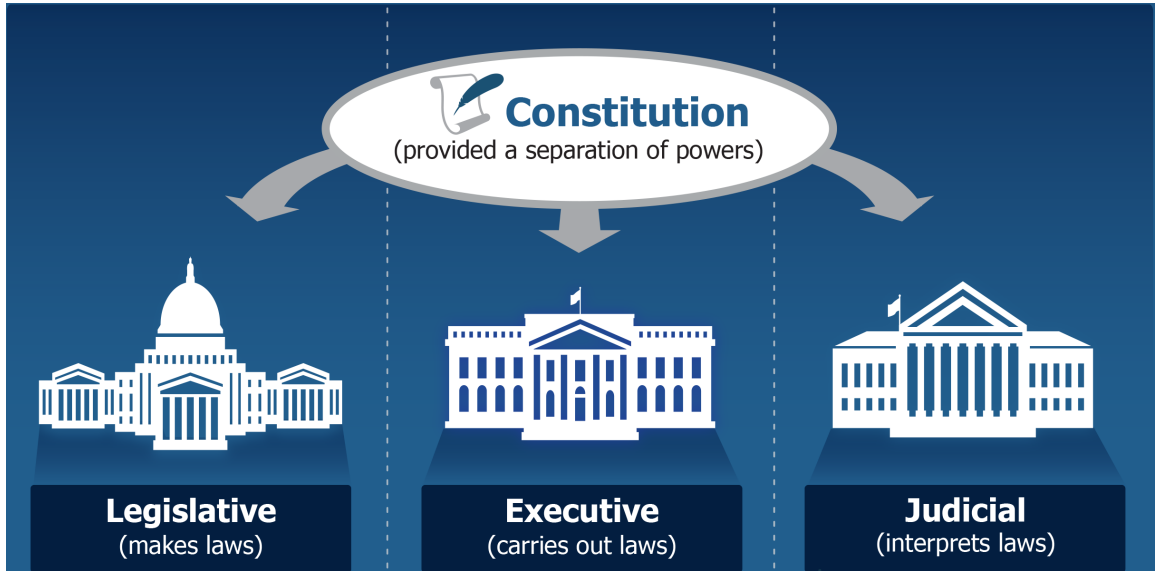 Constitution
(provided a separation of powers)
Legislative
(makes laws)
Executive
(carries out laws)
Judicial
(interprets laws)